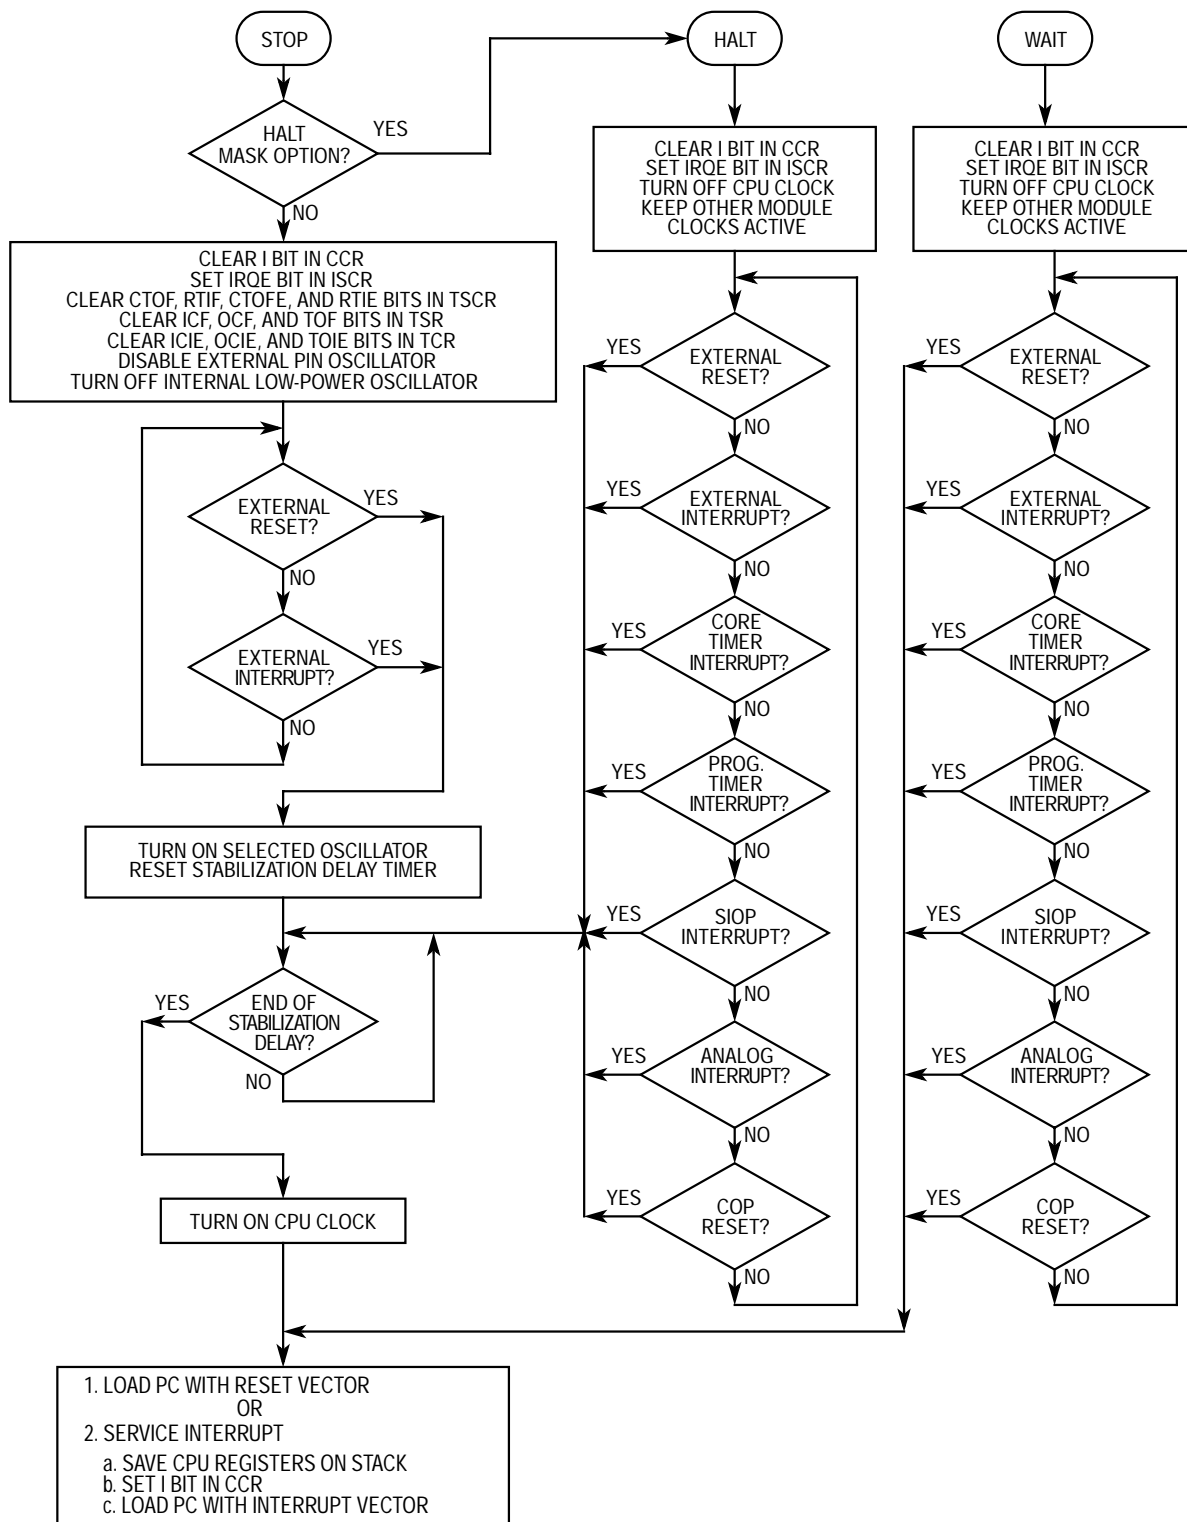 STOP
HALT
MASK OPTION?
YES
NO
CLEAR I BIT IN CCR
SET IRQE BIT IN ISCR
CLEAR CTOF, RTIF, CTOFE, AND RTIE BITS IN TSCR
CLEAR ICF, OCF, AND TOF BITS IN TSR
CLEAR ICIE, OCIE, AND TOIE BITS IN TCR
DISABLE EXTERNAL PIN OSCILLATOR
TURN OFF INTERNAL LOW-POWER OSCILLATOR
EXTERNAL
RESET?
YES
NO
EXTERNAL
INTERRUPT?
YES
NO
TURN ON SELECTED OSCILLATOR
RESET STABILIZATION DELAY TIMER
YES
END OF
STABILIZATION
DELAY?
NO
TURN ON CPU CLOCK
1. LOAD PC WITH RESET VECTOR
OR
2. SERVICE INTERRUPT
a. SAVE CPU REGISTERS ON STACK
b. SET I BIT IN CCR
c. LOAD PC WITH INTERRUPT VECTOR
HALT
CLEAR I BIT IN CCR
SET IRQE BIT IN ISCR
TURN OFF CPU CLOCK
KEEP OTHER MODULE
CLOCKS ACTIVE
YES
EXTERNAL
RESET?
NO
YES
EXTERNAL
INTERRUPT?
NO
YES
CORE
TIMER
INTERRUPT?
NO
YES
PROG.
TIMER
INTERRUPT?
NO
YES
SIOP
INTERRUPT?
NO
YES
ANALOG
INTERRUPT?
NO
YES
COP
RESET?
NO
WAIT
CLEAR I BIT IN CCR
SET IRQE BIT IN ISCR
TURN OFF CPU CLOCK
KEEP OTHER MODULE
CLOCKS ACTIVE
YES
EXTERNAL
RESET?
NO
YES
EXTERNAL
INTERRUPT?
NO
YES
CORE
TIMER
INTERRUPT?
NO
YES
PROG.
TIMER
INTERRUPT?
NO
YES
SIOP
INTERRUPT?
NO
YES
ANALOG
INTERRUPT?
NO
YES
COP
RESET?
NO